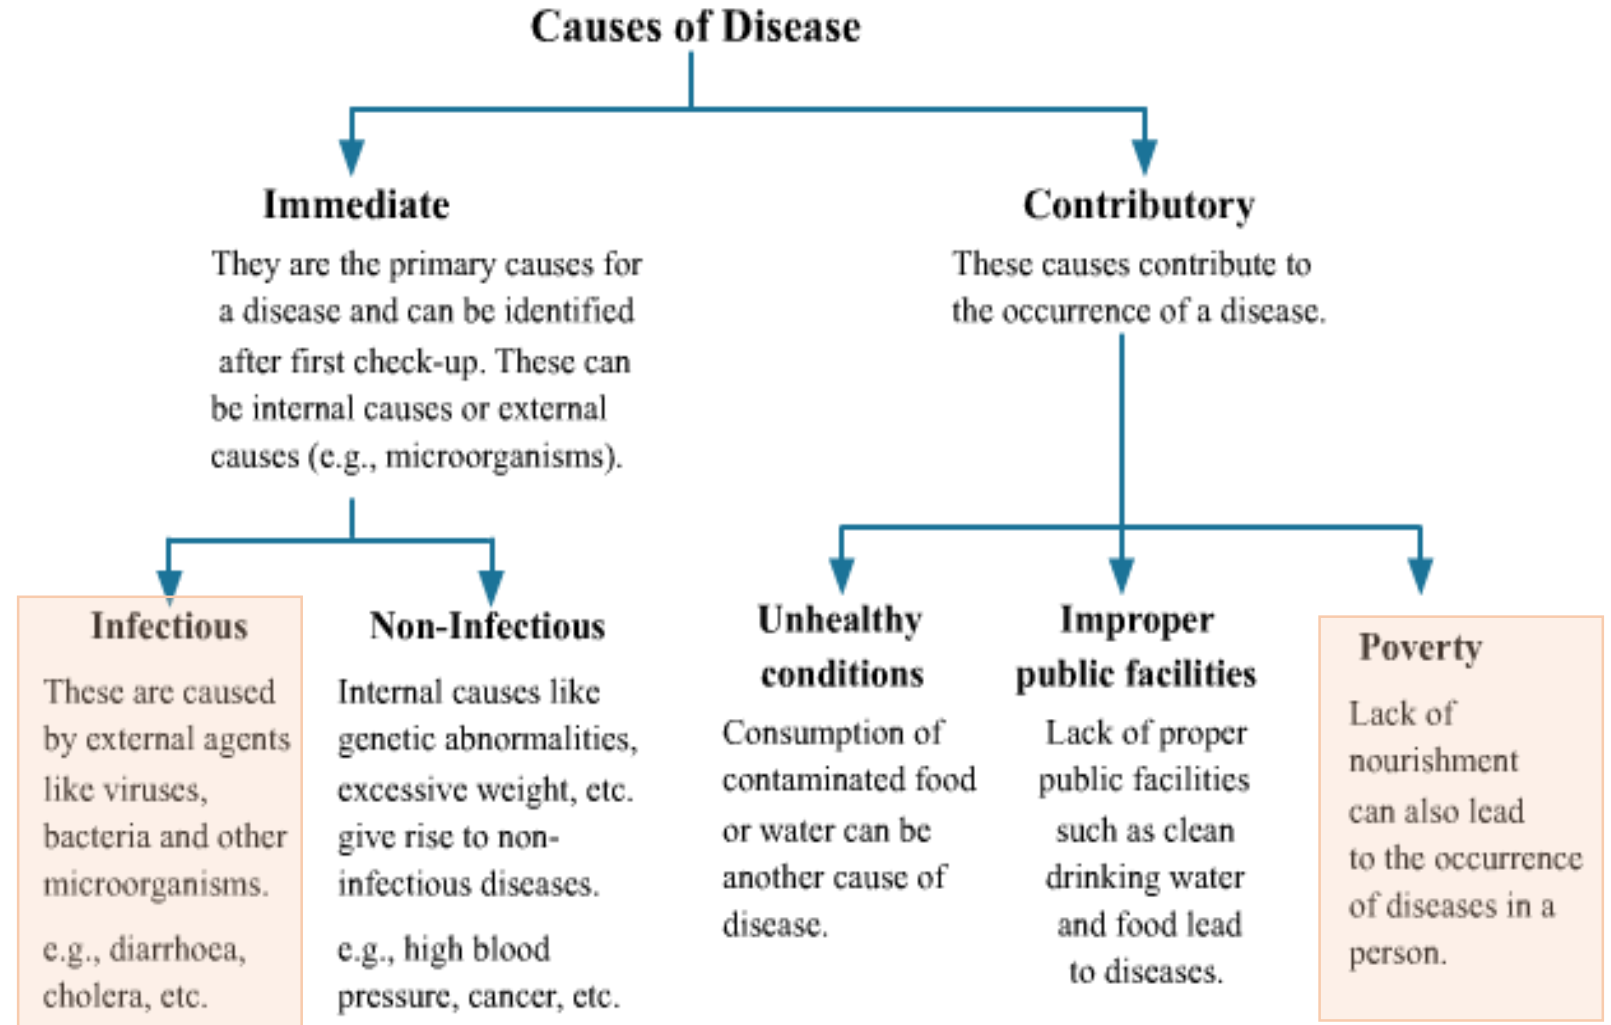 Causes of Disease
Immediate
They are the primary causes for
a disease and can be identified
after first check-up. These can
be internal causes or external
causes (e.g., microorganisms).
Contributory
These causes contribute to
the occurrence of a disease.
Infectious
These are caused
by external agents
like viruses,
bacteria and other
microorganisms.
e.g., diarrhoea,
cholera, etc.
Non-Infectious
Internal causes like
genetic abnormalities,
excessive weight, etc.
give rise to non-
infectious diseases.
e.g., high blood
pressure, cancer, etc.
Unhealthy
conditions
Consumption of
contaminated food
or water can be
another cause of
disease.
Improper
public facilities
Lack of proper
public facilities
such as clean
drinking water
and food lead
to diseases.
Poverty
Lack of
nourishment
can also lead
to the occurrence
of diseases in a
person.